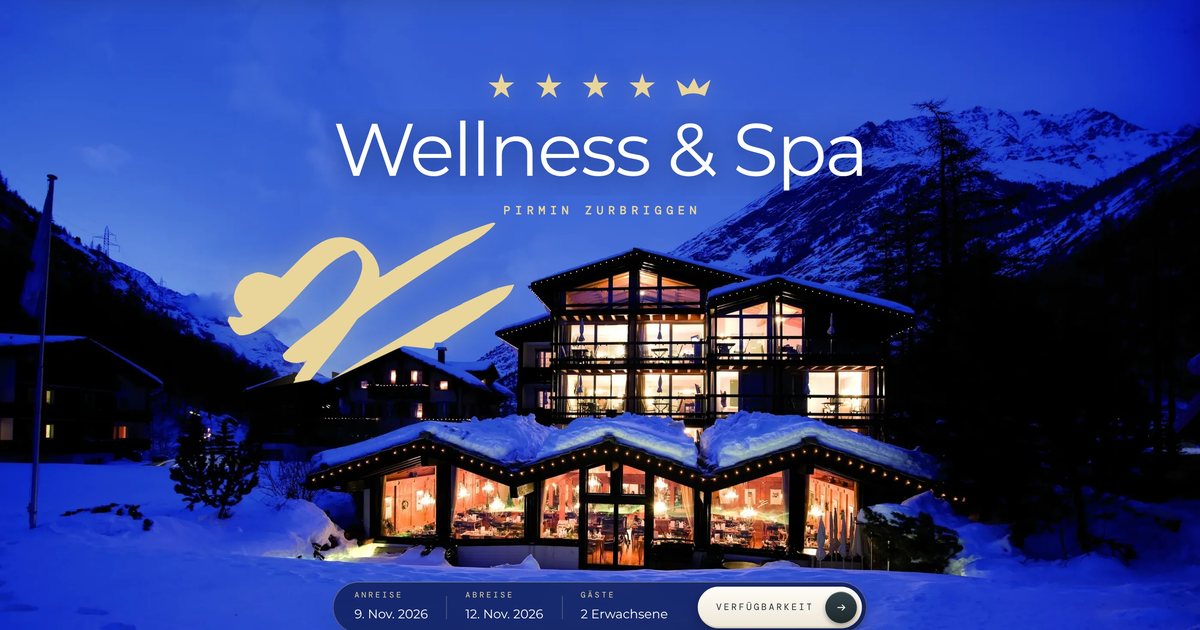 Wellness & Spa
PIRMIN ZURBRIGGEN
ANREISE
9. Nov. 2026
ABREISE
12. Nov. 2026
GÄSTE
2 Erwachsene
VERFÜGBARKEIT